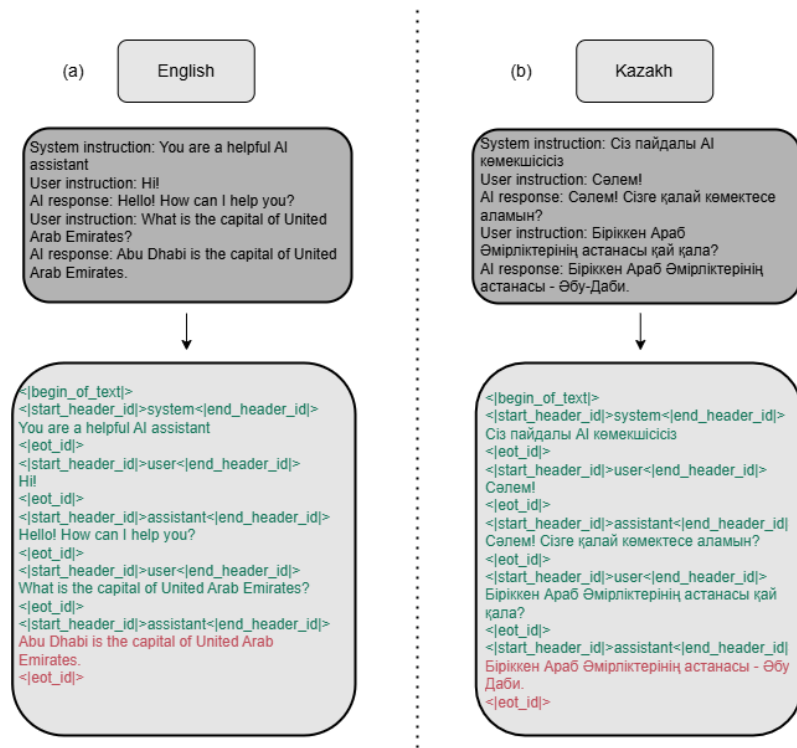 (a)
English
System instruction: You are a helpful AI
assistant
User instruction: Hi!
AI response: Hello! How can I help you?
User instruction: What is the capital of United
Arab Emirates?
AI response: Abu Dhabi is the capital of United
Arab Emirates.
<|begin_of_text|>
<|start_header_id|>system<|end_header_id|>
You are a helpful AI assistant
<|eot_id|>
<|start_header_id|>user<|end_header_id|>
Hi!
<|eot_id|>
<|start_header_id|>assistant<|end_header_id|>
Hello! How can I help you?
<|eot_id|>
<|start_header_id|>user<|end_header_id|>
What is the capital of United Arab Emirates?
<|eot_id|>
<|start_header_id|>assistant<|end_header_id|>
Abu Dhabi is the capital of United Arab
Emirates.
<|eot_id|>
(b)
Kazakh
System instruction: Сіз пайдалы AI
көмекшісісіз
User instruction: Сәлем!
AI response: Сәлем! Сізге қалай көмектесе
аламын?
User instruction: Біріккен Араб
Әмірліктерінің астанасы қай қала?
AI response: Біріккен Араб Әмірліктерінің
астанасы - Әбу-Даби.
<|begin_of_text|>
<|start_header_id|>system<|end_header_id|>
Сіз пайдалы AI көмекшісісіз
<|eot_id|>
<|start_header_id|>user<|end_header_id|>
Сәлем!
<|eot_id|>
<|start_header_id|>assistant<|end_header_id|
Сәлем! Сізге қалай көмектесе аламын?
<|eot_id|>
<|start_header_id|>user<|end_header_id|>
Біріккен Араб Әмірліктерінің астанасы қай
қала?
<|eot_id|>
<|start_header_id|>assistant<|end_header_id|
Біріккен Араб Әмірліктерінің астанасы - Әбу
Даби.
<|eot_id|>